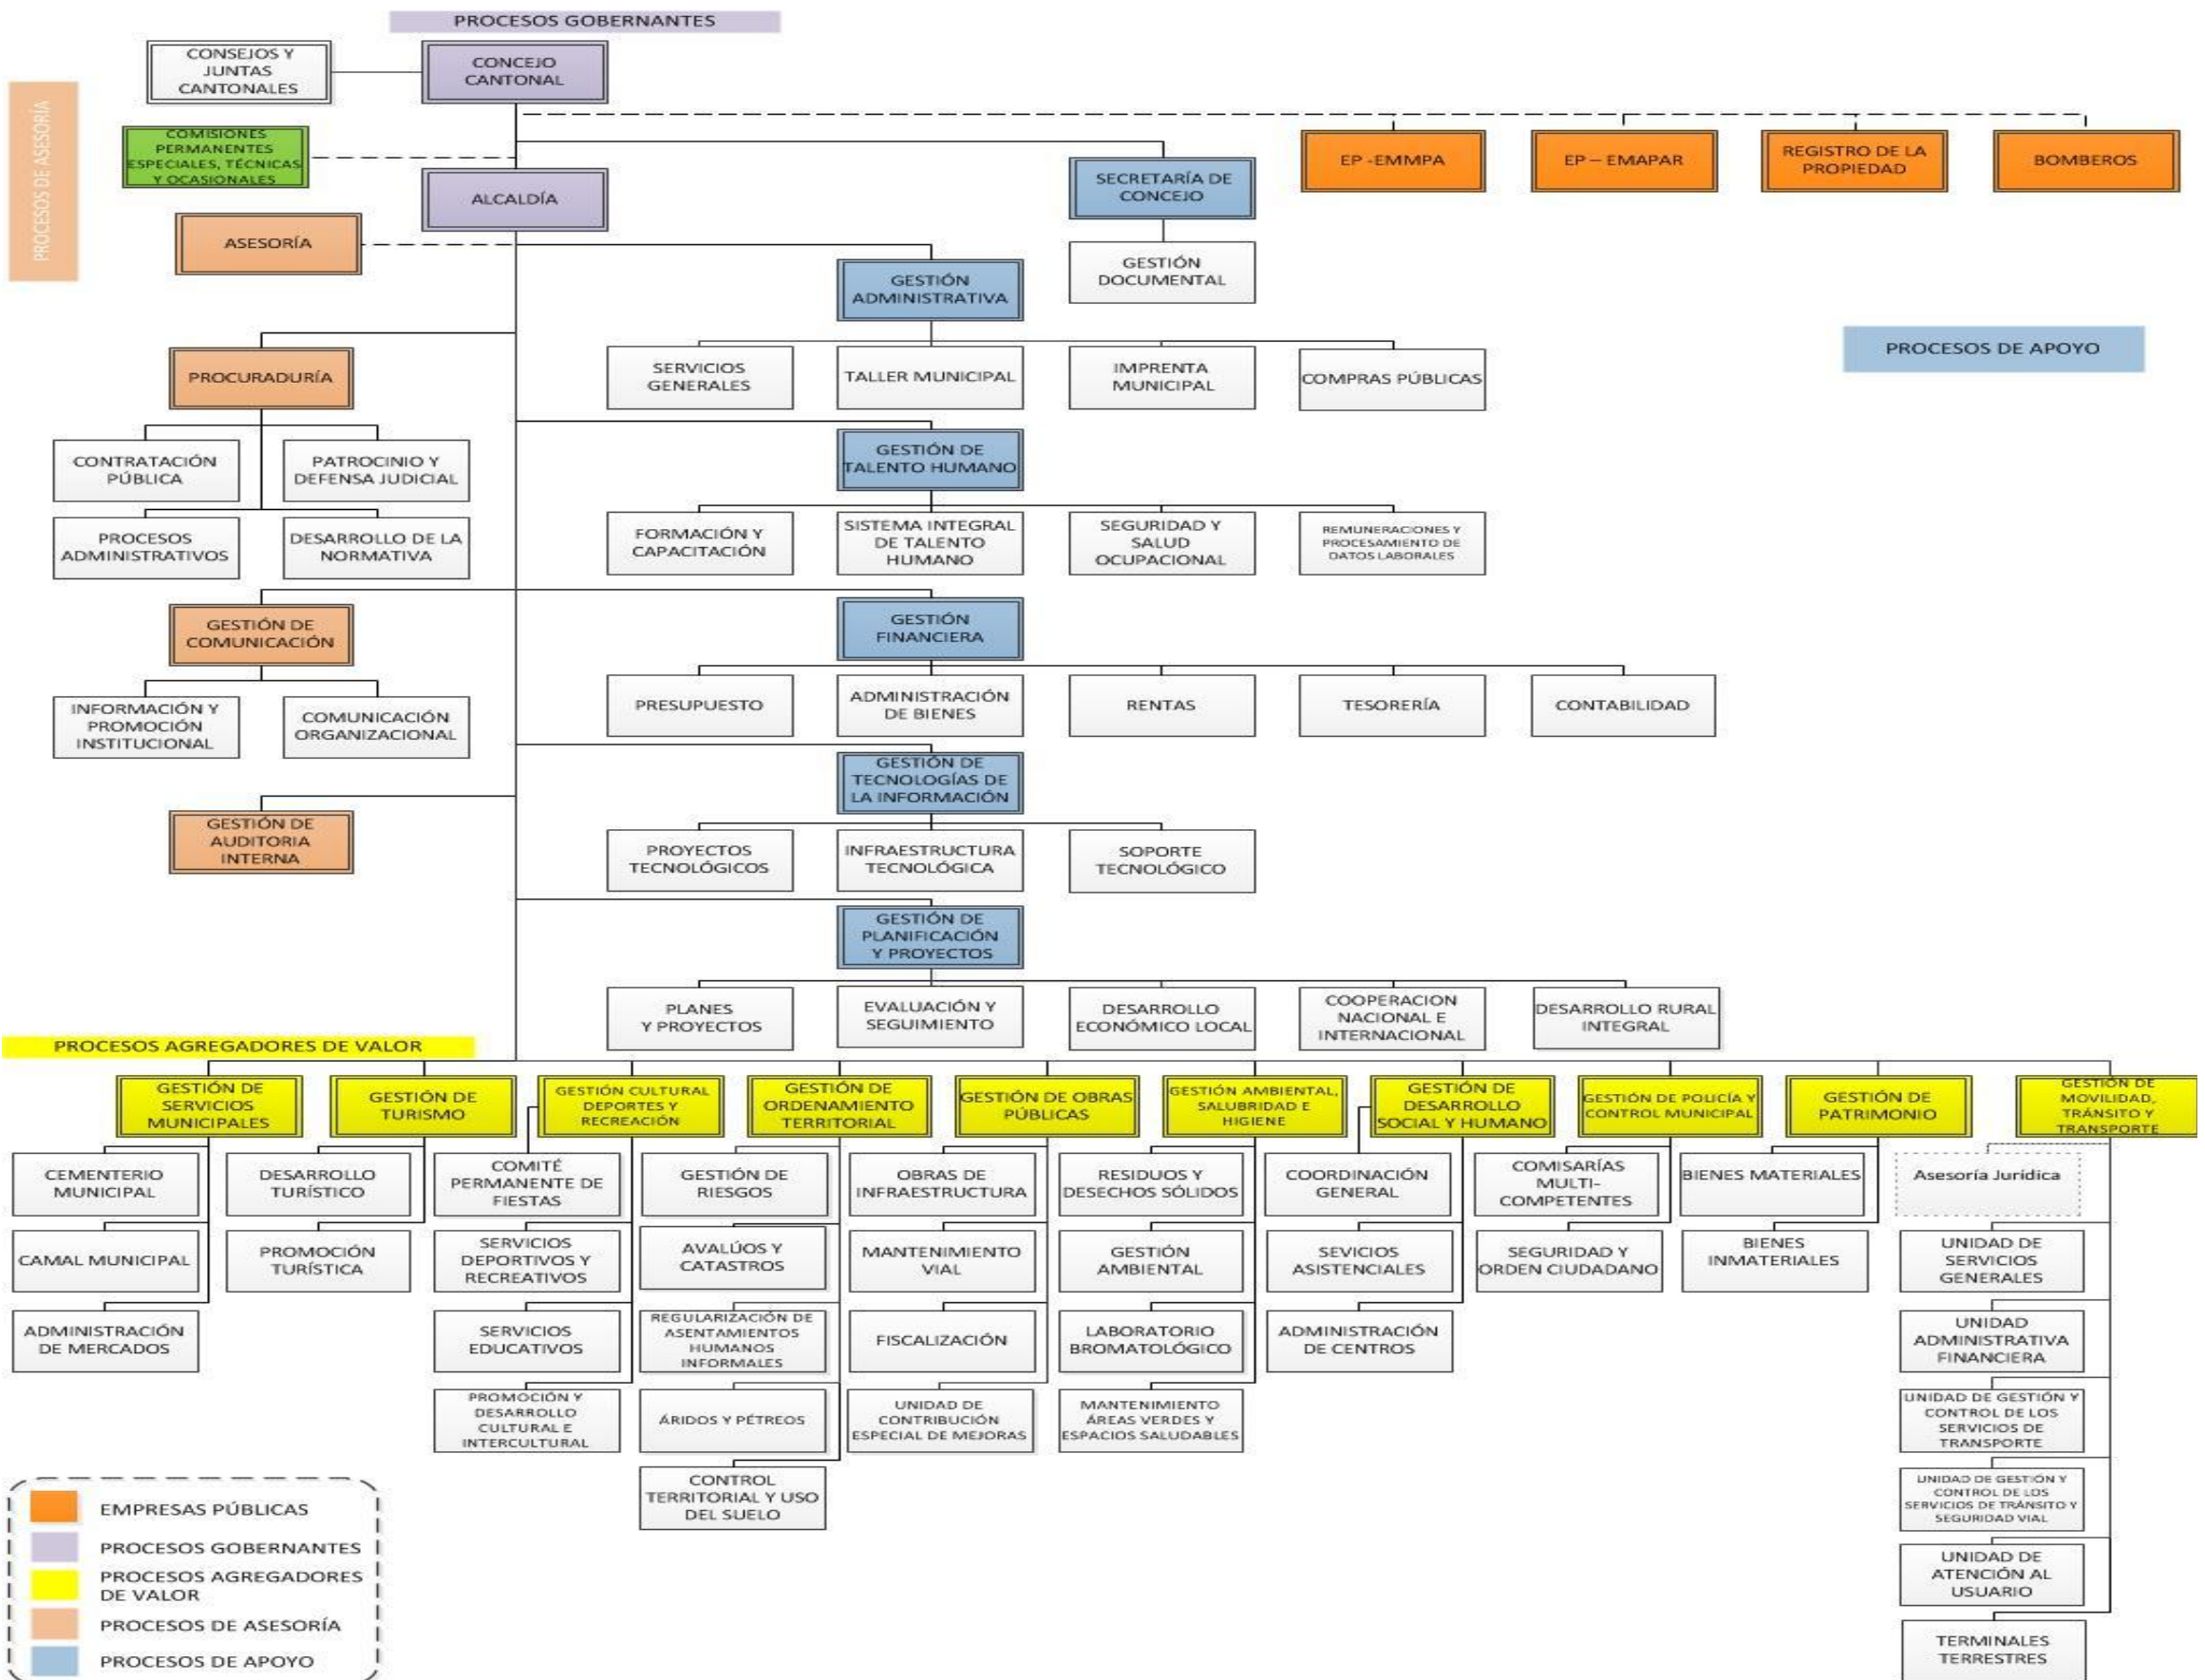 PROCESOS GOBERNANTES
CONSEJOS Y
JUNTAS
CANTONALES
CONCEJO
CANTONAL
PROCESOS DE ASESORÍA
COMISIONES
PERMANENTES
ESPECIALES, TÉCNICAS
Y OCASIONALES
EP -EMMPA
EP – EMAPAR
REGISTRO DE LA
PROPIEDAD
BOMBEROS
ALCALDÍA
SECRETARÍA DE
CONCEJO
ASESORÍA
GESTIÓN
DOCUMENTAL
GESTIÓN
ADMINISTRATIVA
PROCESOS DE APOYO
PROCURADURÍA
SERVICIOS
GENERALES
TALLER MUNICIPAL
IMPRENTA
MUNICIPAL
COMPRAS PÚBLICAS
CONTRATACIÓN
PÚBLICA
PATROCINIO Y
DEFENSA JUDICIAL
GESTIÓN DE
TALENTO HUMANO
PROCESOS
ADMINISTRATIVOS
DESARROLLO DE LA
NORMATIVA
FORMACIÓN Y
CAPACITACIÓN
SISTEMA INTEGRAL
DE TALENTO
HUMANO
SEGURIDAD Y
SALUD
OCUPACIONAL
REMUNERACIONES Y
PROCESAMIENTO DE
DATOS LABORALES
GESTIÓN DE
COMUNICACIÓN
GESTIÓN
FINANCIERA
INFORMACIÓN Y
PROMOCIÓN
INSTITUCIONAL
COMUNICACIÓN
ORGANIZACIONAL
PRESUPUESTO
ADMINISTRACIÓN
DE BIENES
RENTAS
TESORERÍA
CONTABILIDAD
GESTIÓN DE
TECNOLOGÍAS DE
LA INFORMACIÓN
GESTIÓN DE
AUDITORIA
INTERNA
PROYECTOS
TECNOLÓGICOS
INFRAESTRUCTURA
TECNOLÓGICA
SOPORTE
TECNOLÓGICO
GESTIÓN DE
PLANIFICACIÓN
Y PROYECTOS
PLANES
Y PROYECTOS
EVALUACIÓN Y
SEGUIMIENTO
DESARROLLO
ECONÓMICO LOCAL
COOPERACION
NACIONAL E
INTERNACIONAL
DESARROLLO RURAL
INTEGRAL
PROCESOS AGREGADORES DE VALOR
GESTIÓN DE
SERVICIOS
MUNICIPALES
GESTIÓN DE
TURISMO
GESTIÓN CULTURAL
DEPORTES Y
RECREACIÓN
GESTIÓN DE
ORDENAMIENTO
TERRITORIAL
GESTIÓN DE OBRAS
PÚBLICAS
GESTIÓN AMBIENTAL,
SALUBRIDAD E
HIGIENE
GESTIÓN DE
DESARROLLO
SOCIAL Y HUMANO
GESTIÓN DE POLICÍA Y
CONTROL MUNICIPAL
GESTIÓN DE
PATRIMONIO
GESTIÓN DE
MOVILIDAD,
TRÁNSITO Y
TRANSPORTE
CEMENTERIO
MUNICIPAL
DESARROLLO
TURÍSTICO
COMITÉ
PERMANENTE DE
FIESTAS
GESTIÓN DE
RIESGOS
OBRAS DE
INFRAESTRUCTURA
RESIDUOS Y
DESECHOS SÓLIDOS
COORDINACIÓN
GENERAL
COMISARÍAS
MULTI-
COMPETENTES
BIENES MATERIALES
Asesoría Jurídica
CAMAL MUNICIPAL
PROMOCIÓN
TURÍSTICA
SERVICIOS
DEPORTIVOS Y
RECREATIVOS
AVALÚOS Y
CATASTROS
MANTENIMIENTO
VIAL
GESTIÓN
AMBIENTAL
SEVICIOS
ASISTENCIALES
SEGURIDAD Y
ORDEN CIUDADANO
BIENES
INMATERIALES
UNIDAD DE
SERVICIOS
GENERALES
ADMINISTRACIÓN
DE MERCADOS
SERVICIOS
EDUCATIVOS
REGULARIZACIÓN DE
ASENTAMIENTOS
HUMANOS
INFORMALES
FISCALIZACIÓN
LABORATORIO
BROMATOLÓGICO
ADMINISTRACIÓN
DE CENTROS
UNIDAD
ADMINISTRATIVA
FINANCIERA
PROMOCIÓN Y
DESARROLLO
CULTURAL E
INTERCULTURAL
ÁRIDOS Y PÉTREOS
UNIDAD DE
CONTRIBUCIÓN
ESPECIAL DE MEJORAS
MANTENIMIENTO
ÁREAS VERDES Y
ESPACIOS SALUDABLES
UNIDAD DE GESTIÓN Y
CONTROL DE LOS
SERVICIOS DE
TRANSPORTE
CONTROL
TERRITORIAL Y USO
DEL SUELO
UNIDAD DE GESTIÓN Y
CONTROL DE LOS
SERVICIOS DE TRÁNSITO Y
SEGURIDAD VIAL
UNIDAD DE
ATENCIÓN AL
USUARIO
TERMINALES
TERRESTRES
EMPRESAS PÚBLICAS
PROCESOS GOBERNANTES
PROCESOS AGREGADORES
DE VALOR
PROCESOS DE ASESORÍA
PROCESOS DE APOYO